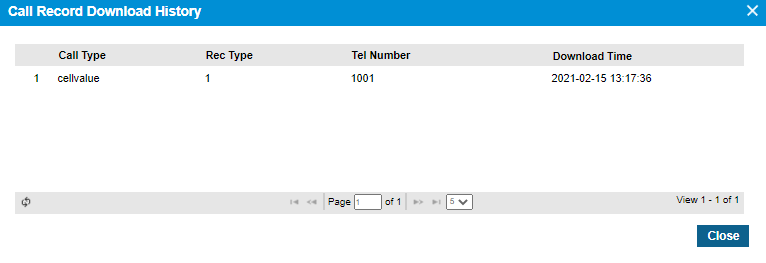 Call Record Download History
Call Type Rec Type Tel Number Download Time
1 cellvalue 1 1001 2021-02-15 13:17:36
Page 1 of 1 5 View 1 - 1 of 1
Close